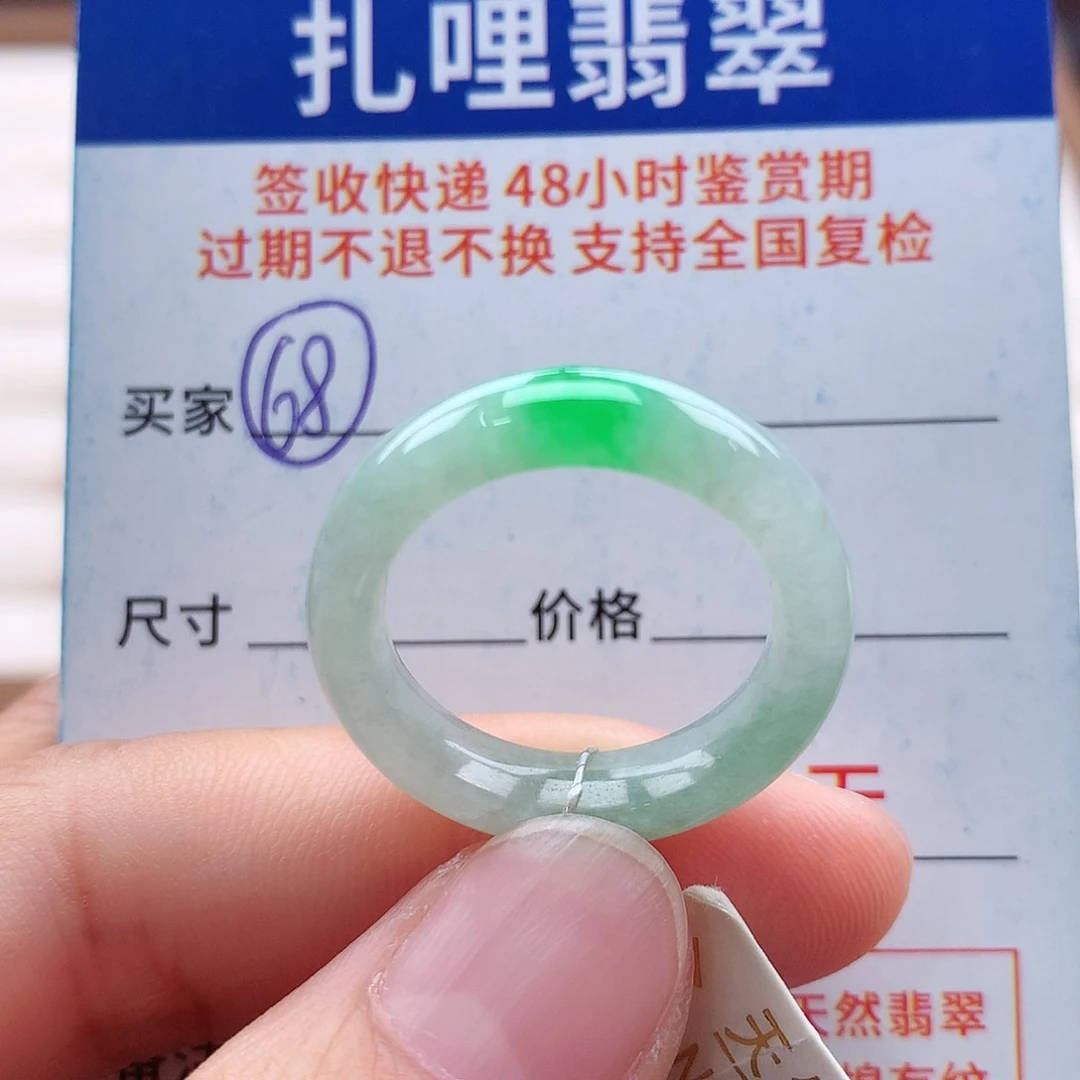 扎哩翡翠
签收快递 48小时鉴赏期
过期不退不换 支持全国复检
买家 68
尺寸 价格
天然翡翠